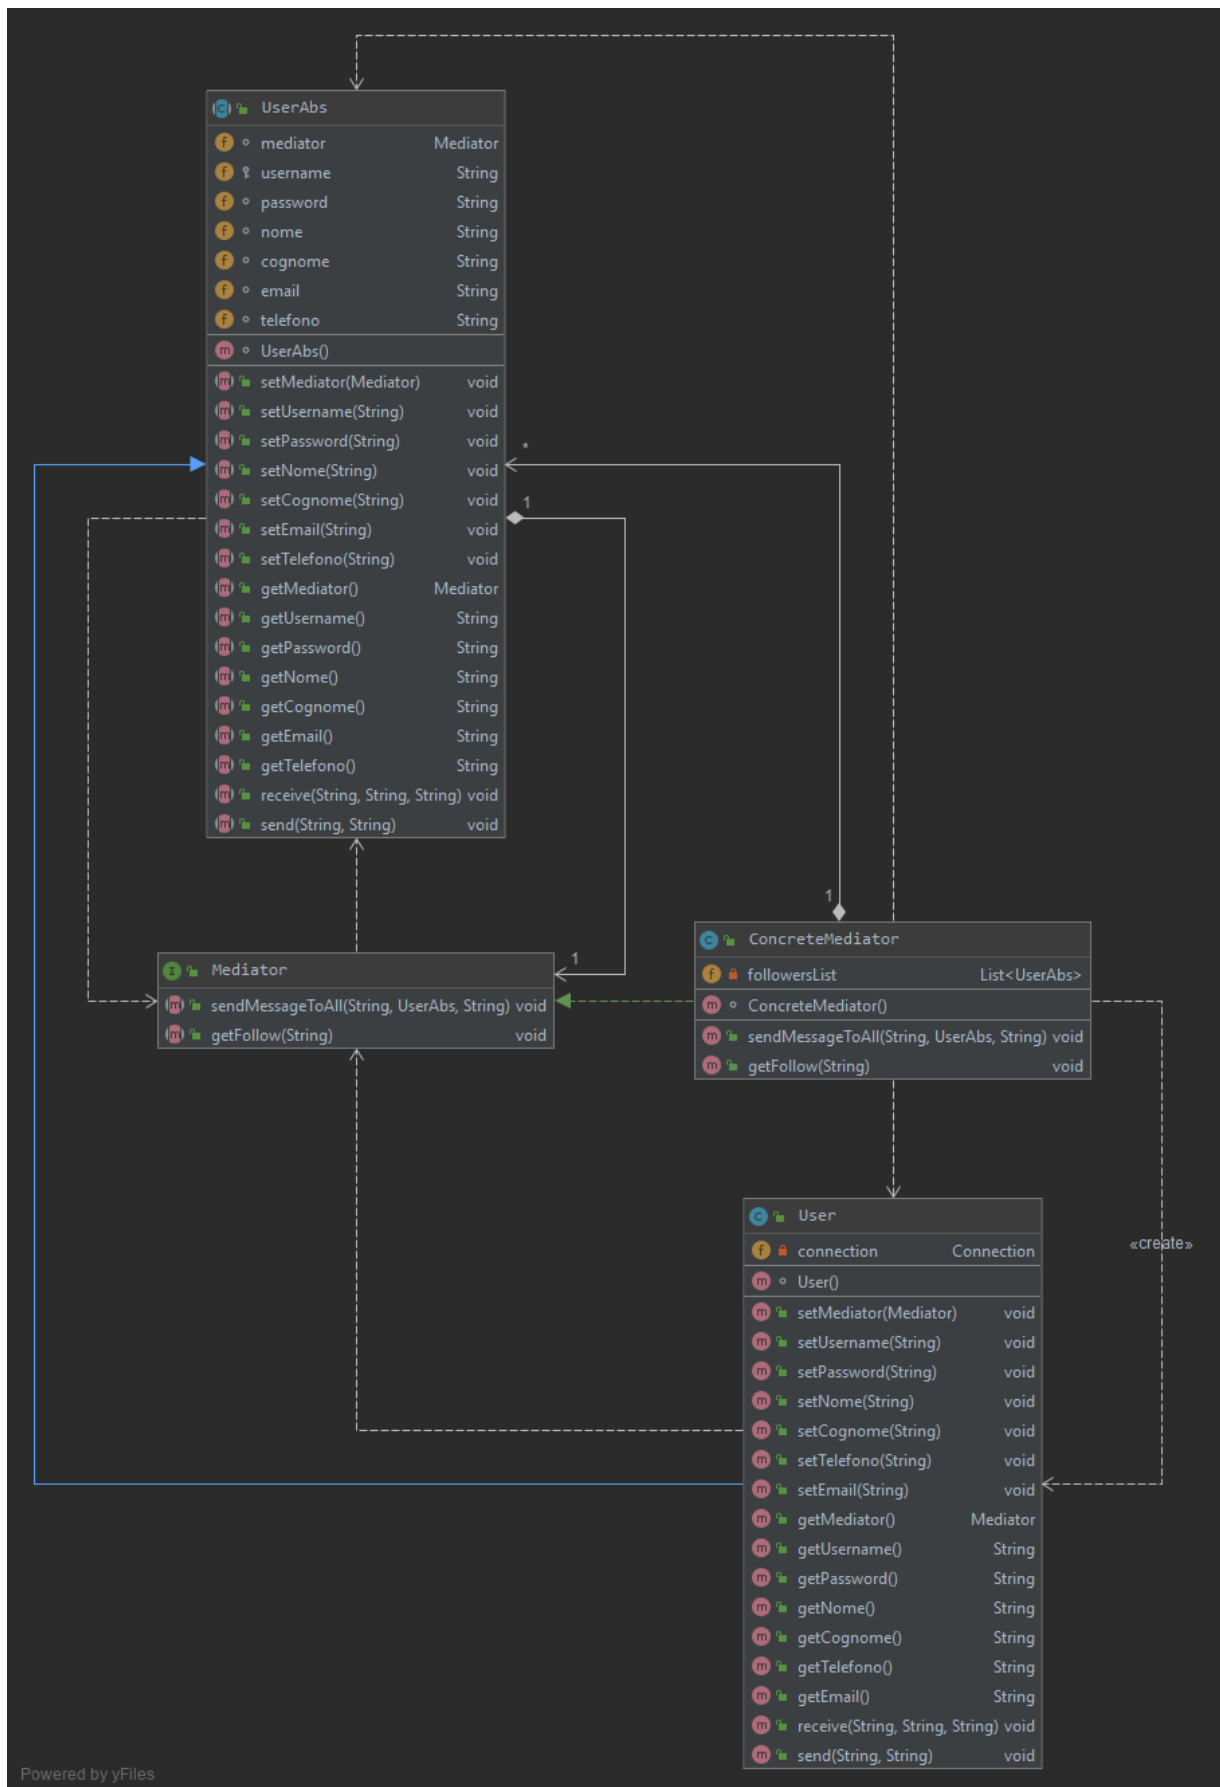 UserAbs
mediator Mediator
username String
password String
nome String
cognome String
email String
telefono String
UserAbs()
setMediator(Mediator) void
setUsername(String) void
setPassword(String) void
setNome(String) void
setCognome(String) void
setEmail(String) void
setTelefono(String) void
getMediator() Mediator
getUsername() String
getPassword() String
getNome() String
getCognome() String
getEmail() String
getTelefono() String
receive(String, String, String) void
send(String, String) void
*
1
1
1
Mediator
sendMessageToAll(String, UserAbs, String) void
getFollow(String) void
ConcreteMediator
followersList List<UserAbs>
ConcreteMediator()
sendMessageToAll(String, UserAbs, String) void
getFollow(String) void
«create»
User
connection Connection
User()
setMediator(Mediator) void
setUsername(String) void
setPassword(String) void
setNome(String) void
setCognome(String) void
setTelefono(String) void
setEmail(String) void
getMediator() Mediator
getUsername() String
getPassword() String
getNome() String
getCognome() String
getTelefono() String
getEmail() String
receive(String, String, String) void
send(String, String) void
Powered by yFiles